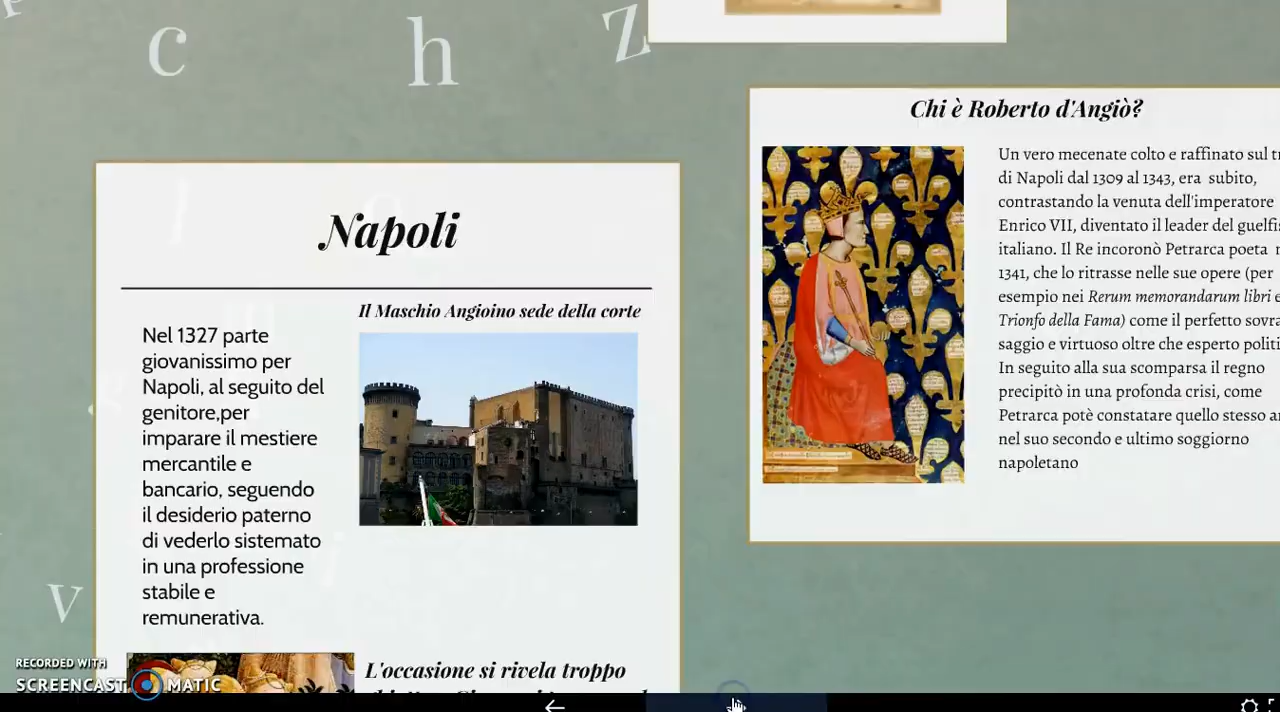 c
h
z
Napoli
Il Maschio Angioino sede della corte
Nel 1327 parte
giovanissimo per
Napoli, al seguito del
genitore,per
imparare il mestiere
mercantile e
bancario, seguendo
il desiderio paterno
di vederlo sistemato
in una professione
stabile e
remunerativa.
L'occasione si rivela troppo
Chi è Roberto d'Angiò?
Un vero mecenate colto e raffinato sul
di Napoli dal 1309 al 1343, era subito,
contrastando la venuta dell'imperatore
Enrico VII, diventato il leader del
italiano. Il Re incoronò Petrarca poeta
1341, che lo ritrasse nelle sue opere (per
esempio nei Rerum memorandarum libri e
Trionfo della Fama) come il perfetto
saggio e virtuoso oltre che esperto
In seguito alla sua scomparsa il regno
precipitò in una profonda crisi, come
Petrarca potè constatare quello stesso
nel suo secondo e ultimo soggiorno
napoletano
v
RECORDED WITH
SCREENCAST MATIC